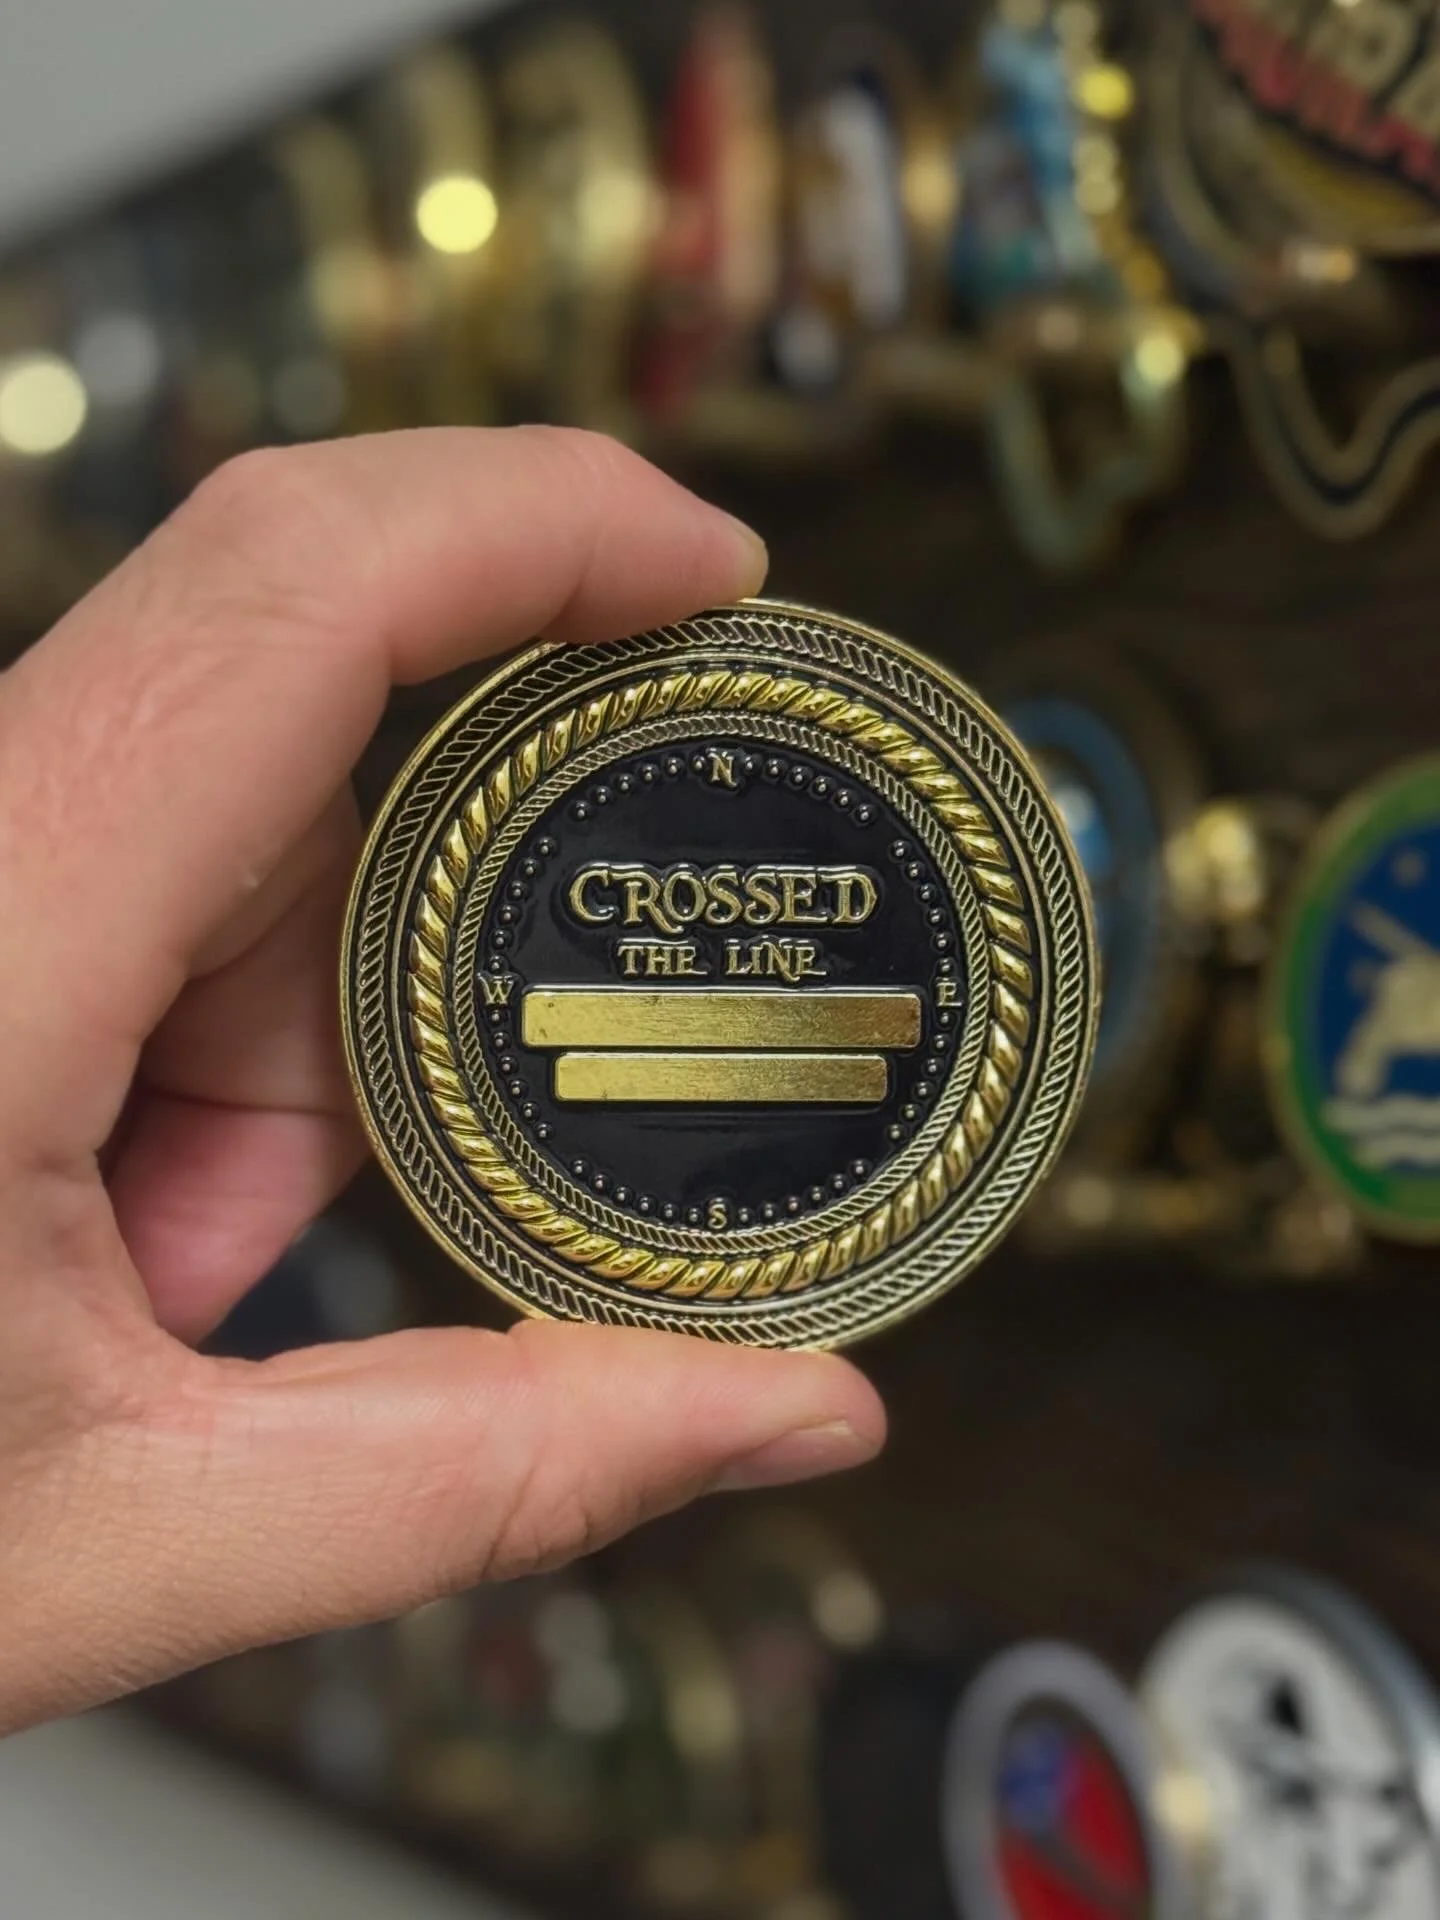 N
CROSSED
THE LINE
W E
S